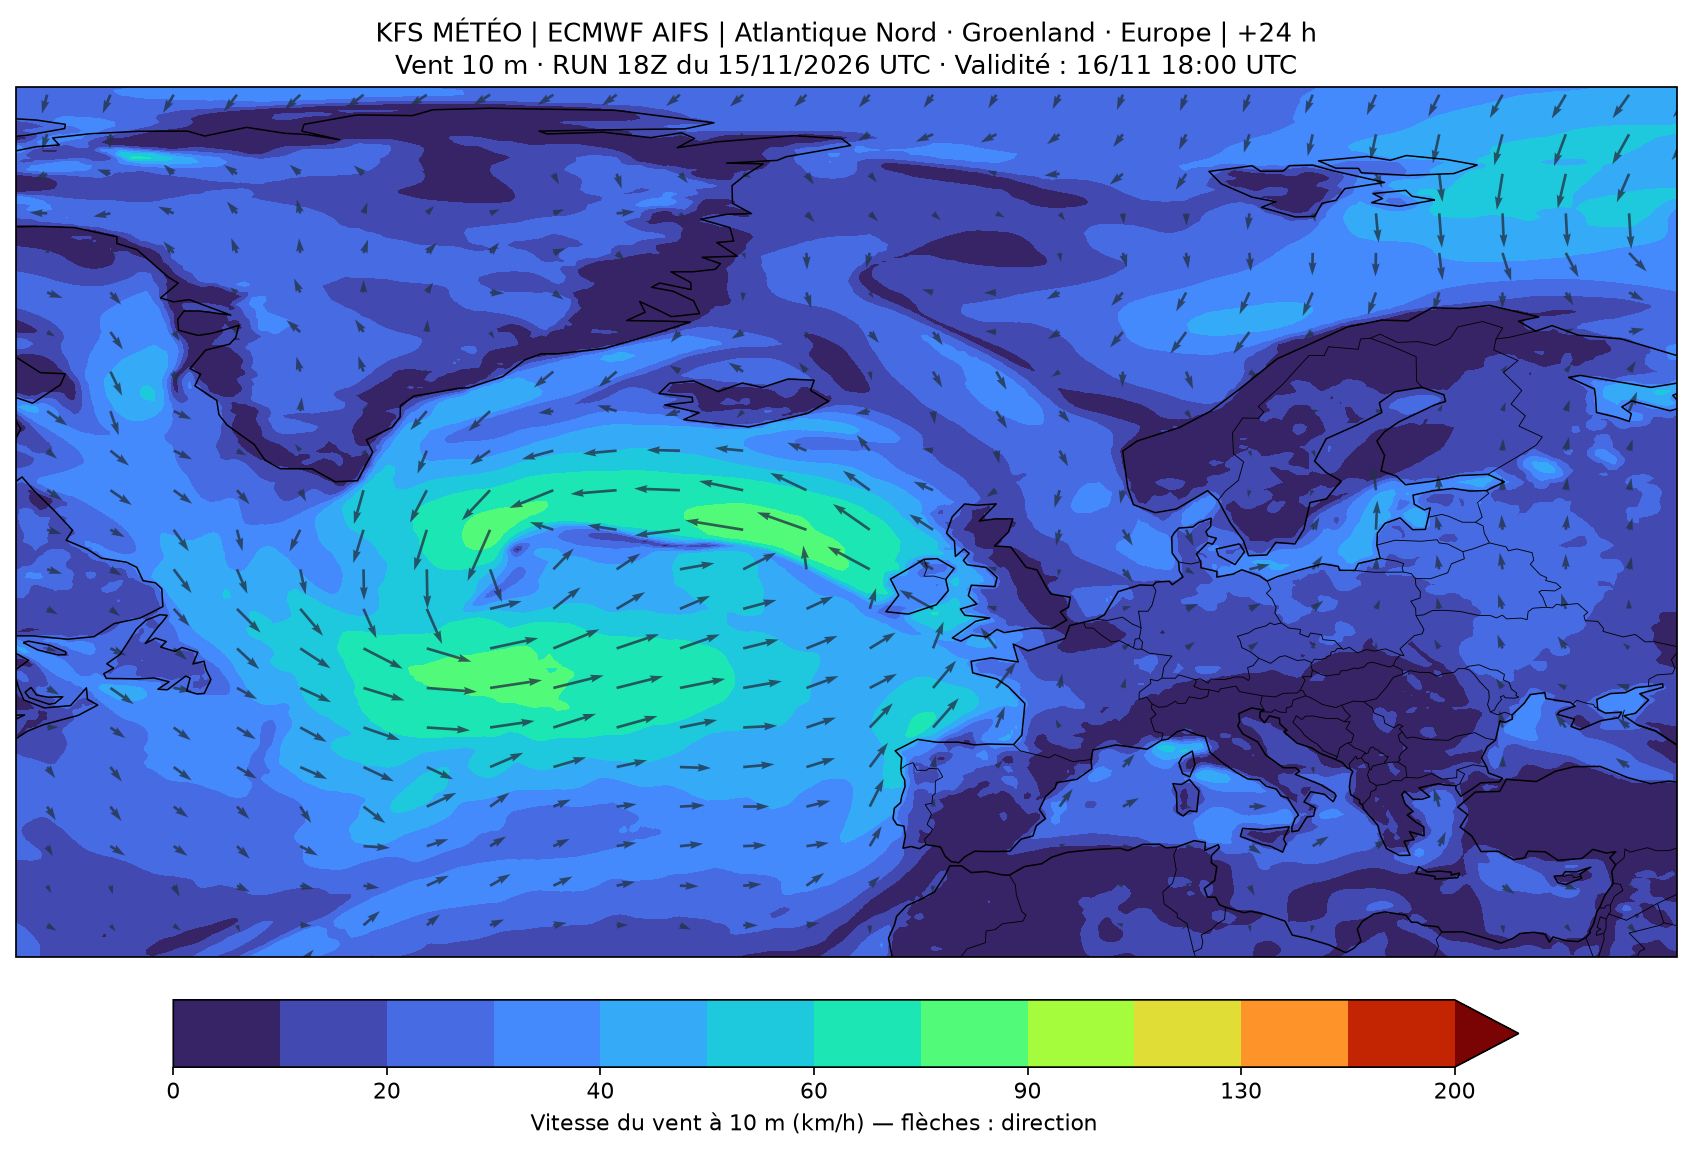 KFS MÉTÉO | ECMWF AIFS | Atlantique Nord · Groenland · Europe | +24 h
Vent 10 m · RUN 18Z du 15/11/2026 UTC · Validité : 16/11 18:00 UTC
0 20 40 60 90 130 200
Vitesse du vent à 10 m (km/h) — flèches : direction